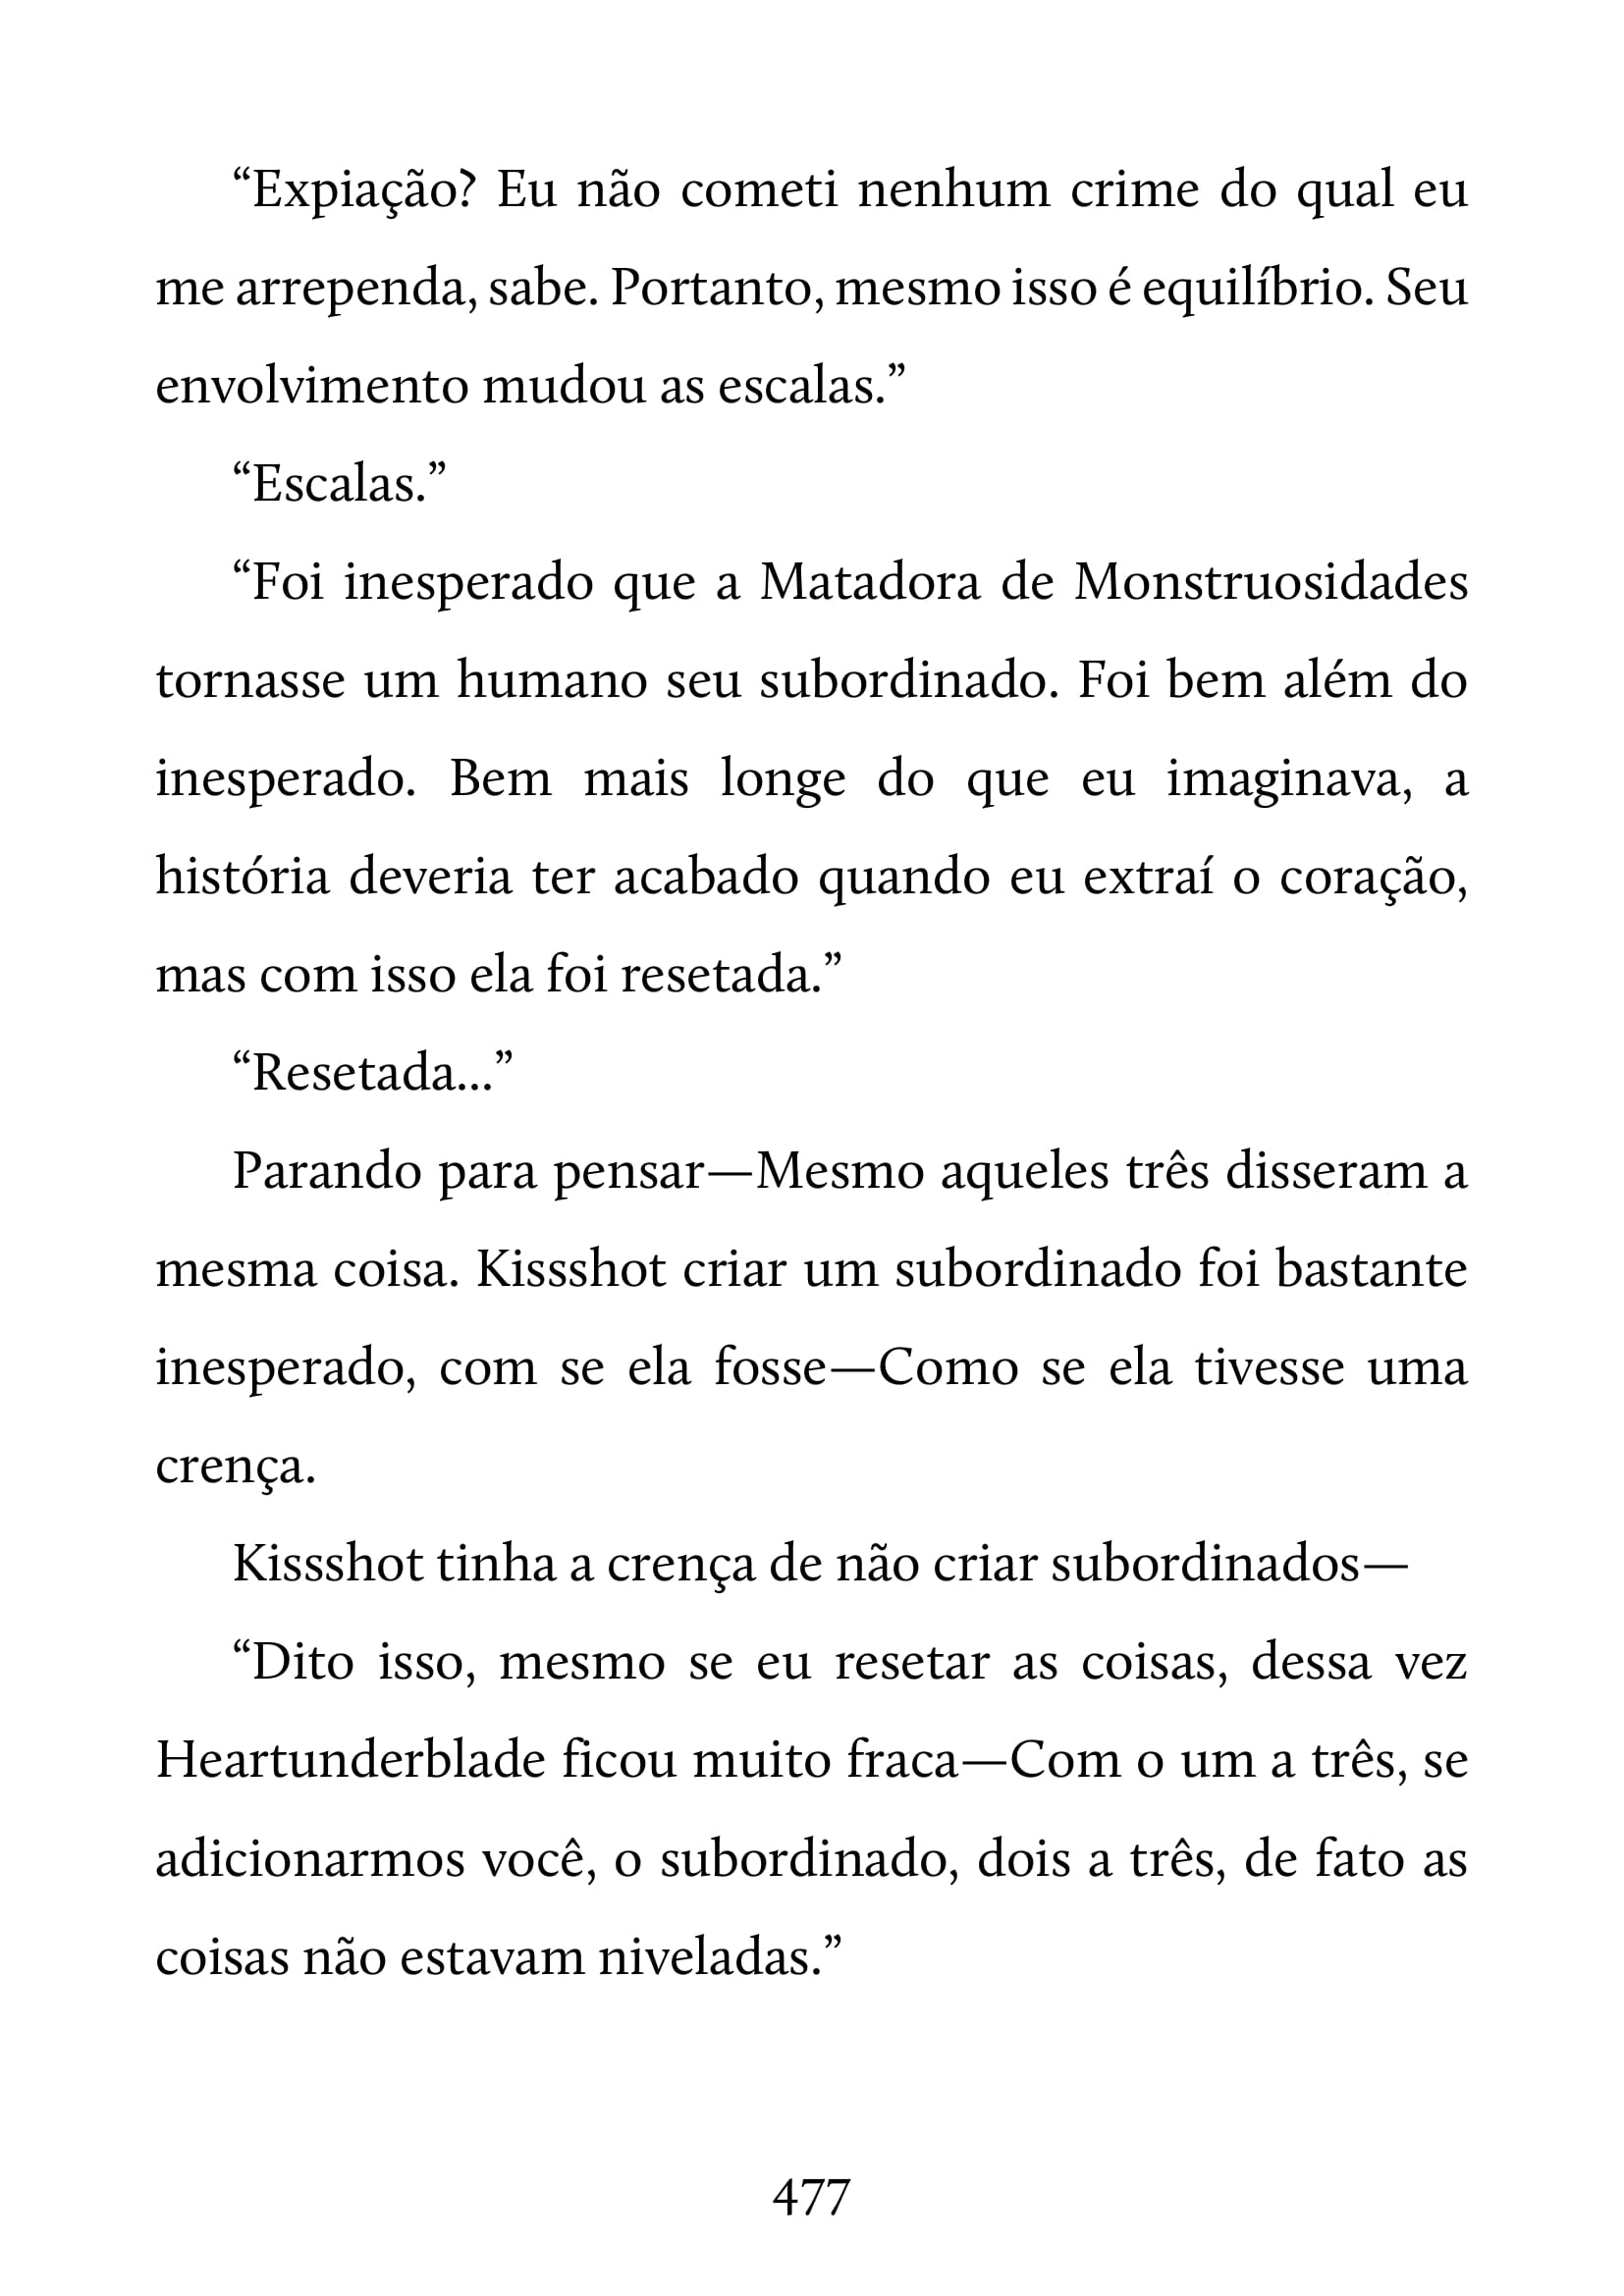 “Expiação? Eu não cometi nenhum crime do qual eu
me arrependa, sabe. Portanto, mesmo isso é equilíbrio. Seu
envolvimento mudou as escalas.”
“Escalas.”
“Foi inesperado que a Matadora de Monstruosidades
tornasse um humano seu subordinado. Foi bem além do
inesperado. Bem mais longe do que eu imaginava, a
história deveria ter acabado quando eu extraí o coração,
mas com isso ela foi resetada.”
“Resetada...”
Parando para pensar—Mesmo aqueles três disseram a
mesma coisa. Kissshot criar um subordinado foi bastante
inesperado, com se ela fosse—Como se ela tivesse uma
crença.
Kissshot tinha a crença de não criar subordinados—
“Dito isso, mesmo se eu resetar as coisas, dessa vez
Heartunderblade ficou muito fraca—Com o um a três, se
adicionarmos você, o subordinado, dois a três, de fato as
coisas não estavam niveladas.”
477